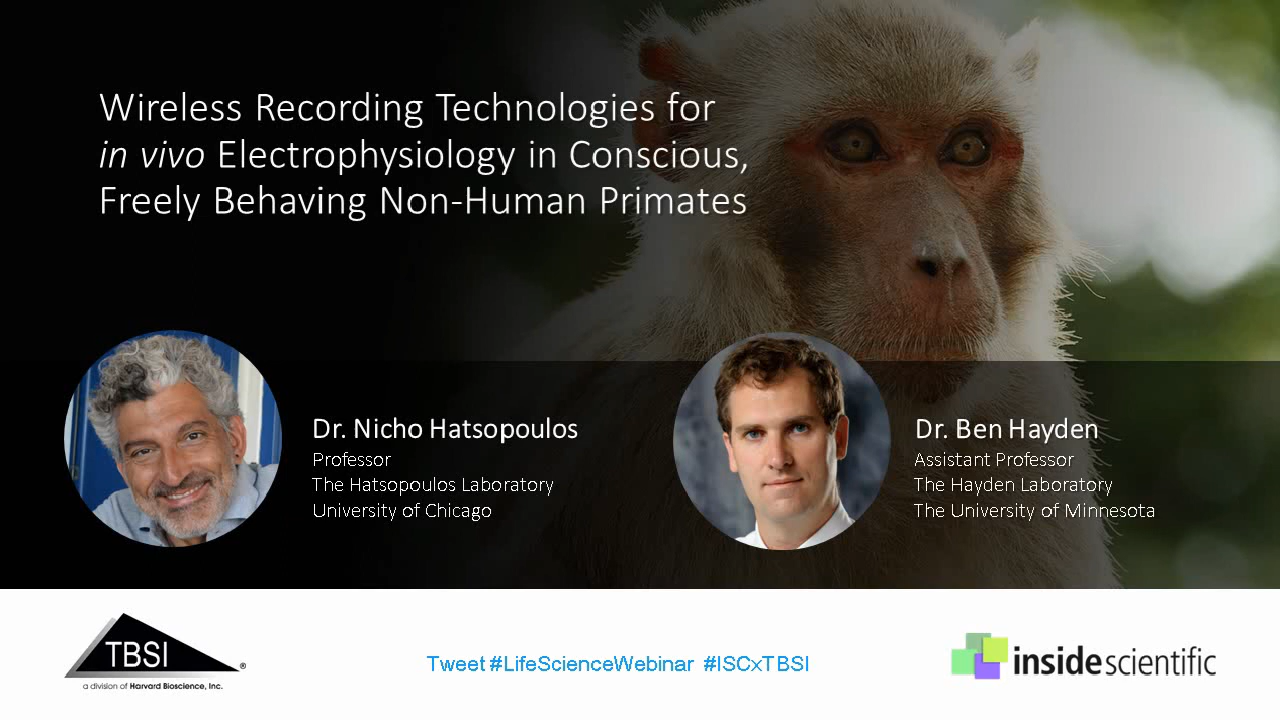 Wireless Recording Technologies for
in vivo Electrophysiology in Conscious,
Freely Behaving Non-Human Primates
Dr. Nicho Hatsopoulos
Professor
The Hatsopoulos Laboratory
University of Chicago
Dr. Ben Hayden
Assistant Professor
The Hayden Laboratory
The University of Minnesota
TBSI ®
a division of Harvard Bioscience, Inc.
Tweet #LifeScienceWebinar #ISCxTBSI
insidescientific